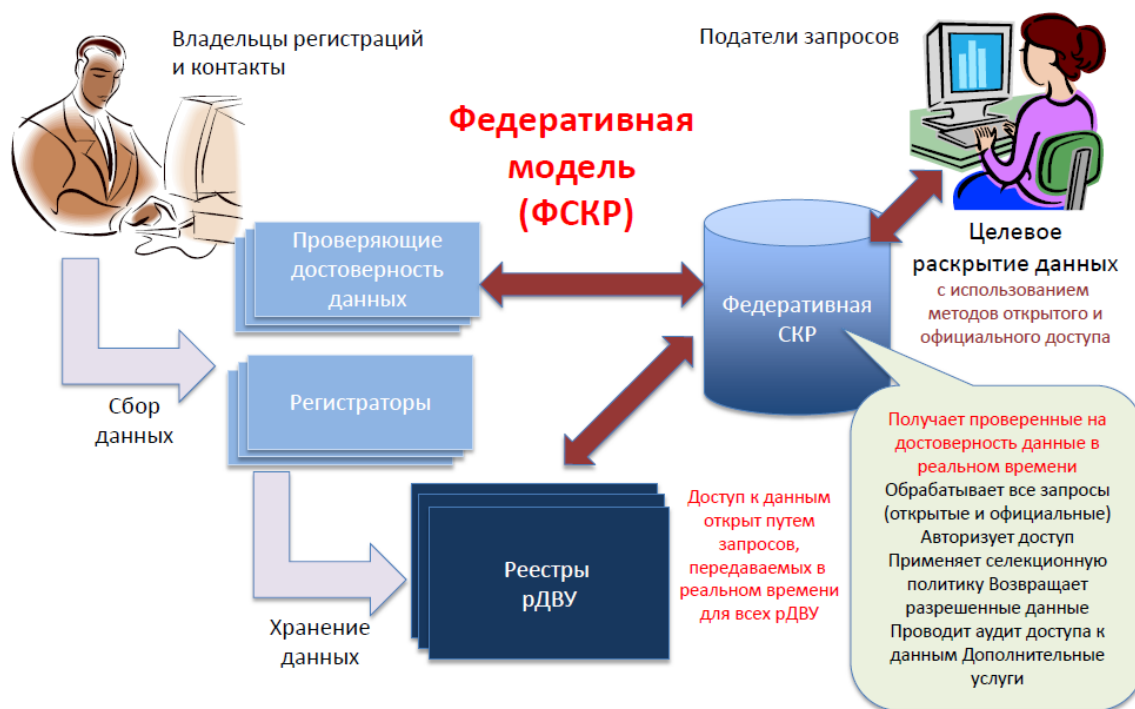 Владельцы регистраций
и контакты
Податели запросов
Федеративная
модель
(ФСКР)
Проверяющие
достоверность
данных
Федеративная
СКР
Целевое
раскрытие данных
с использованием
методов открытого и
официального доступа
Сбор
данных
Регистраторы
Получает проверенные на
достоверность данные в
реальном времени
Обрабатывает все запросы
(открытые и официальные)
Авторизует доступ
Применяет селекционную
политику Возвращает
разрешенные данные
Проводит аудит доступа к
данным Дополнительные
услуги
Реестры
рДВУ
Доступ к данным
открыт путем
запросов,
передаваемых в
реальном времени
для всех рДВУ
Хранение
данных